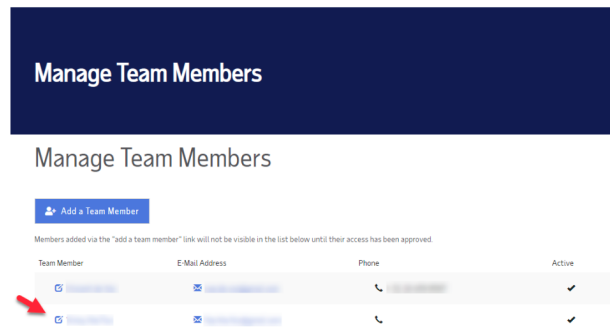 Manage Team Members
Manage Team Members
Add a Team Member
Members added via the "add a team member" link will not be visible in the list below until their access has been approved.
Team Member E-Mail Address Phone Active